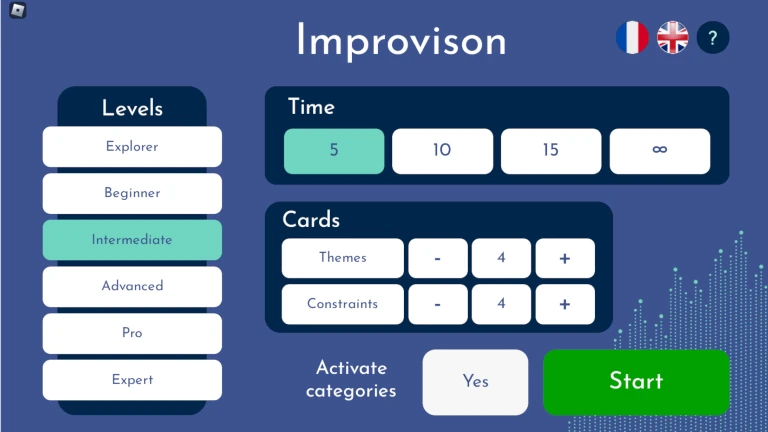 Improvison
?
Levels
Explorer
Beginner
Intermediate
Advanced
Pro
Expert
Time
5 10 15 ∞
Cards
Themes - 4 +
Constraints - 4 +
Activate
categories
Yes
Start